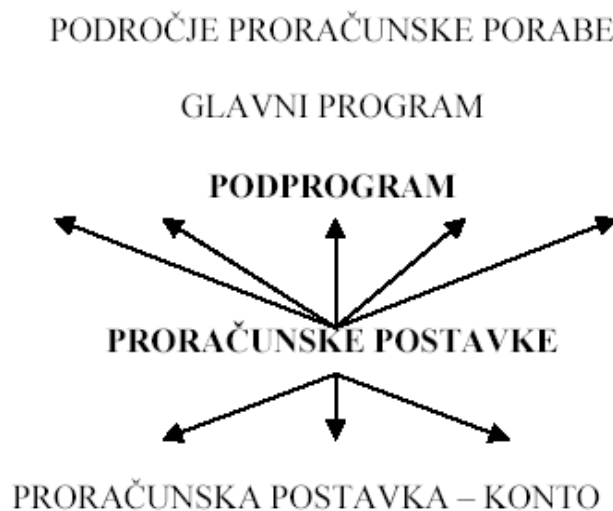 PODROČJE PRORAČUNSKE PORABE
GLAVNI PROGRAM
PODPROGRAM
PRORAČUNSKE POSTAVKE
PRORAČUNSKA POSTAVKA – KONTO